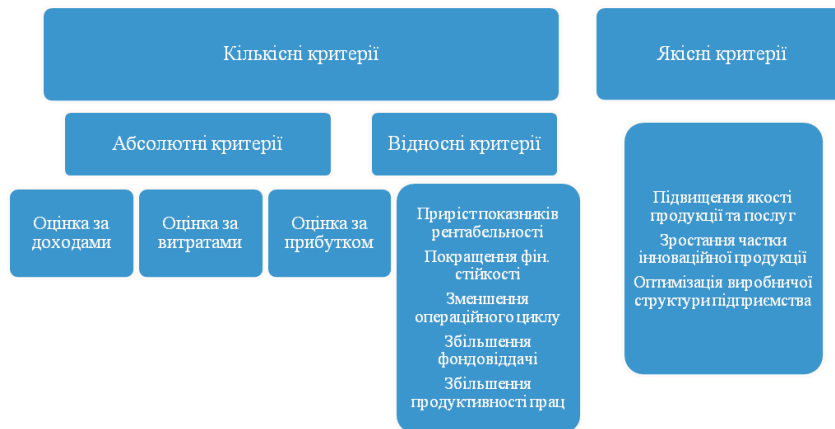 Кількісні критерії
Якісні критерії
Абсолютні критерії
Відносні критерії
Оцінка за
доходами
Оцінка за
витратами
Оцінка за
прибутком
Приріст показників
рентабельності
Покращення фін.
стійкості
Зменшення
операційного циклу
Збільшення
фондовіддачі
Збільшення
продуктивності прац
Підвищення якості
продукції та послуг
Зростання частки
інноваційної продукції
Оптимізація виробничої
структури підприємства